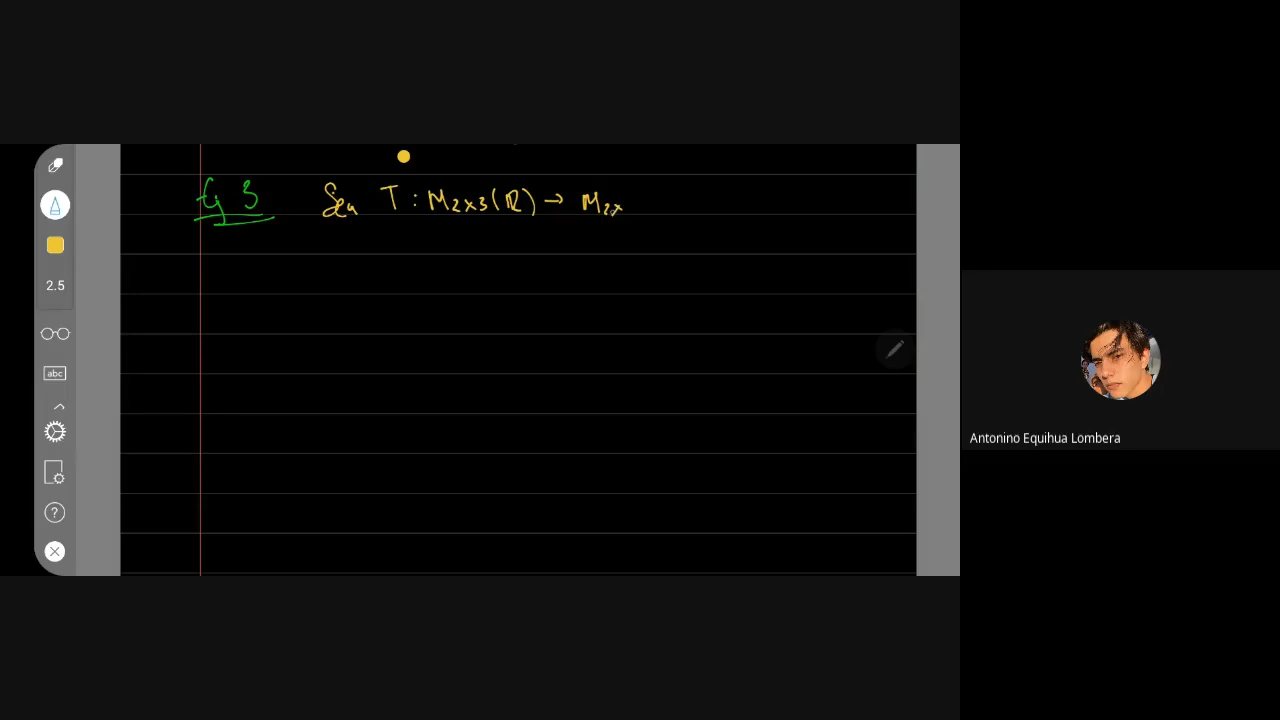 Ej 3 Sea T : M2x3(ℝ) → M2x
2.5
abc
?
Antonino Equihua Lombera